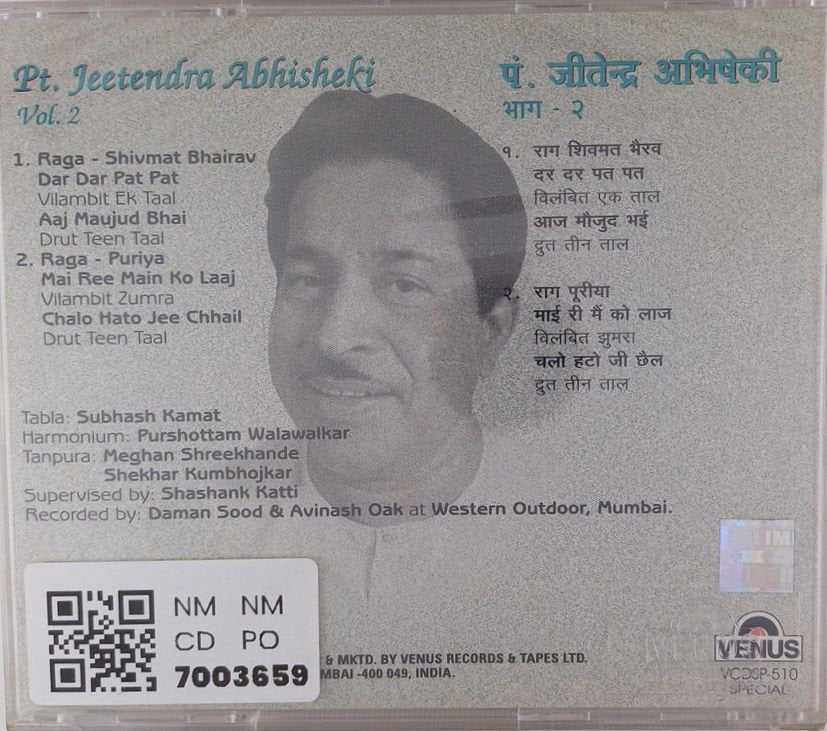 Pt. Jeetendra Abhisheki
Vol. 2
1. Raga - Shivmat Bhairav
Dar Dar Pat Pat
Vilambit Ek Taal
Aaj Maujud Bhai
Drut Teen Taal
2. Raga - Puriya
Mai Ree Main Ko Laaj
Vilambit Zumra
Chalo Hato Jee Chhail
Drut Teen Taal
पं. जीतेन्द्र अभिषेकी
भाग - २
१. राग शिवमत भैरव
दर दर पत पत
विलंबित एक ताल
आज मौजुद भई
द्रुत तीन ताल
२. राग पूरीया
माई री मैं को लाज
विलंबित झुमरा
चलो हटो जी छैल
द्रुत तीन ताल
Tabla: Subhash Kamat
Harmonium: Purshottam Walawalkar
Tanpura: Meghan Shreekhande
Shekhar Kumbhojkar
Supervised by: Shashank Katti
Recorded by: Daman Sood & Avinash Oak at Western Outdoor, Mumbai.
NM NM
CD PO
7003659
& MKTD. BY VENUS RECORDS & TAPES LTD.
MBAI -400 049, INDIA.
VENUS
VCDSP-510
SPECIAL